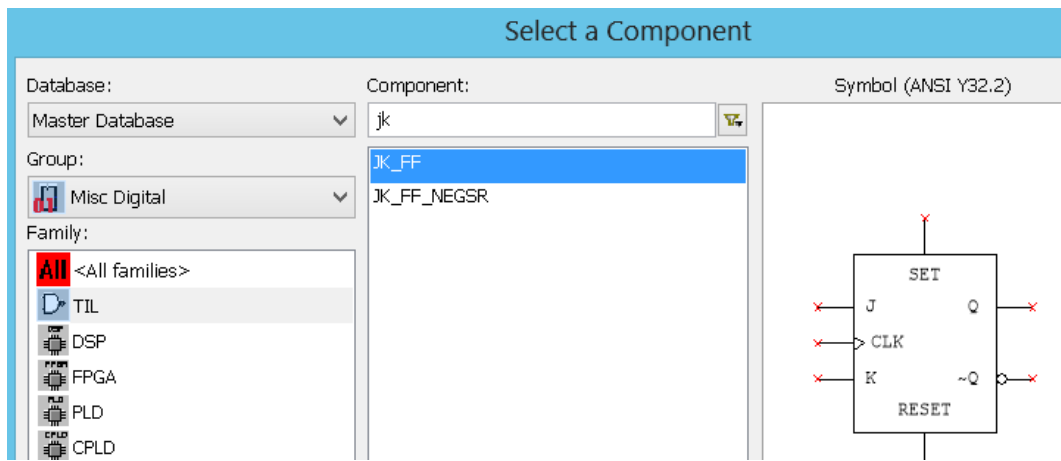 Select a Component
Database:
Master Database
Group:
Misc Digital
Family:
All <All families>
TIL
DSP
FPGA
PLD
CPLD
Component:
jk
JK_FF
JK_FF_NEGSR
Symbol (ANSI Y32.2)
SET
J Q
CLK
K ~Q
RESET